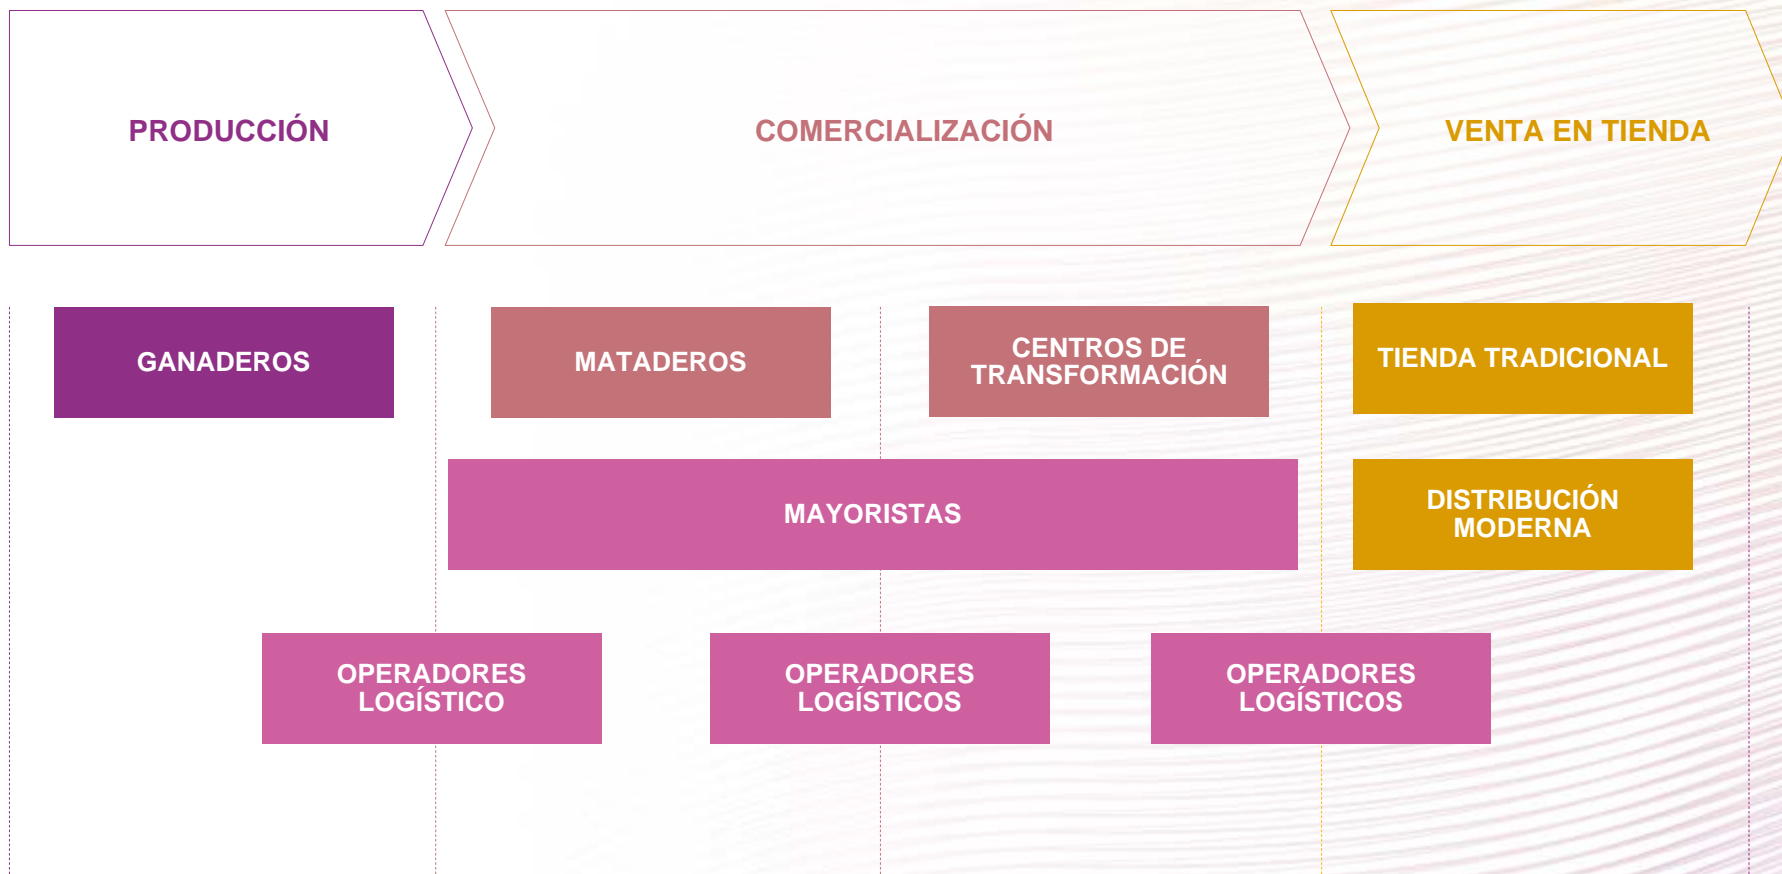 PRODUCCIÓN
COMERCIALIZACIÓN
VENTA EN TIENDA
GANADEROS
MATADEROS
CENTROS DE
TRANSFORMACIÓN
TIENDA TRADICIONAL
MAYORISTAS
DISTRIBUCIÓN
MODERNA
OPERADORES
LOGÍSTICO
OPERADORES
LOGÍSTICOS
OPERADORES
LOGÍSTICOS